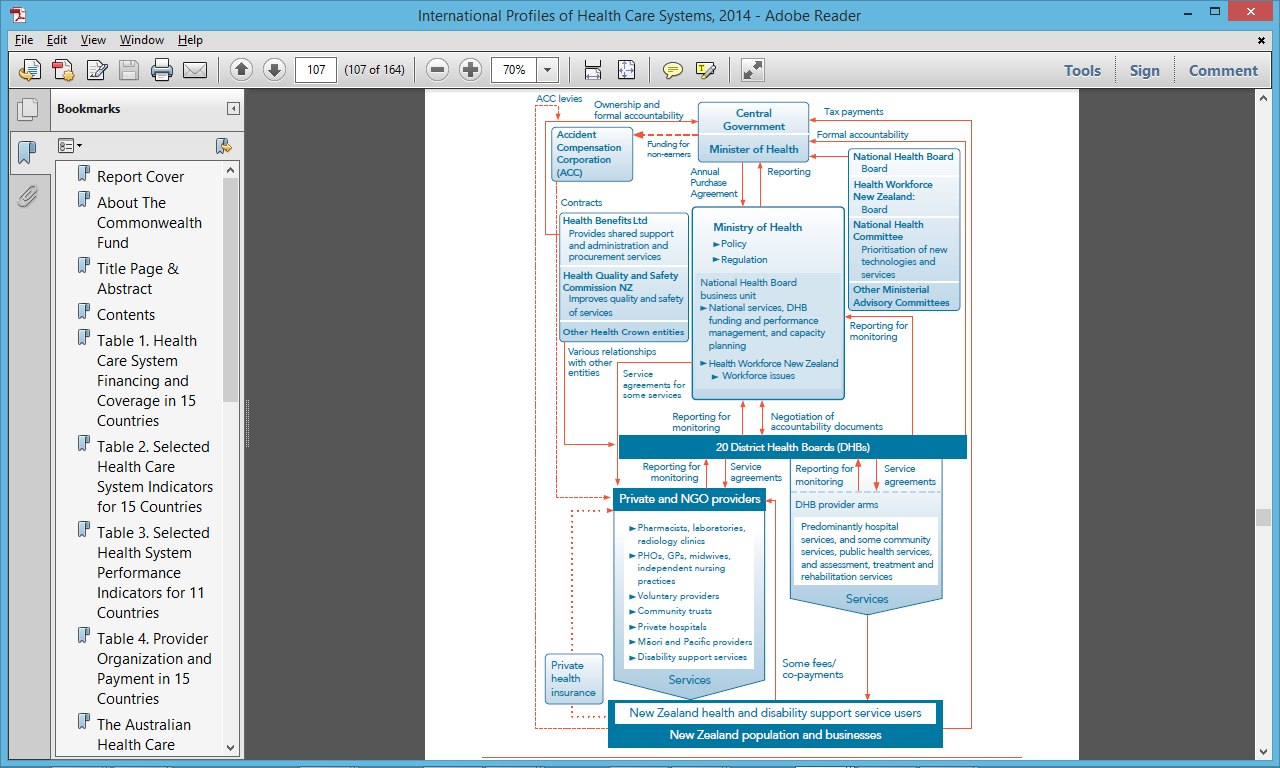 International Profiles of Health Care Systems, 2014 - Adobe Reader
File Edit View Window Help
107 (107 of 164) 70% Tools Sign Comment
Bookmarks
Report Cover
About The
Commonwealth
Fund
Title Page &
Abstract
Contents
Table 1. Health
Care System
Financing and
Coverage in 15
Countries
Table 2. Selected
Health Care
System Indicators
for 15 Countries
Table 3. Selected
Health System
Performance
Indicators for 11
Countries
Table 4. Provider
Organization and
Payment in 15
Countries
The Australian
Health Care
ACC levies
Ownership and
formal accountability
Central
Government
Minister of Health
Tax payments
Formal accountability
Accident
Compensation
Corporation
(ACC)
Funding for
non-earners
Annual
Purchase
Agreement
Reporting
National Health Board
Board
Health Workforce
New Zealand:
Board
National Health
Committee
Prioritisation of new
technologies and
services
Other Ministerial
Advisory Committees
Contracts
Health Benefits Ltd
Provides shared support
and administration and
procurement services
Health Quality and Safety
Commission NZ
Improves quality and safety
of services
Other Health Crown entities
Ministry of Health
Policy
Regulation
National Health Board
business unit
National services, DHB
funding and performance
management, and capacity
planning
Health Workforce New Zealand
Workforce issues
Reporting for
monitoring
Various relationships
with other
entities
Service
agreements for
some services
Reporting for
monitoring
Negotiation of
accountability documents
20 District Health Boards (DHBs)
Reporting for
monitoring
Service
agreements
Reporting for
monitoring
Service
agreements
Private and NGO providers
Pharmacists, laboratories,
radiology clinics
PHOs, GPs, midwives,
independent nursing
practices
Voluntary providers
Community trusts
Private hospitals
Māori and Pacific providers
Disability support services
Services
DHB provider arms
Predominantly hospital
services, and some community
services, public health services,
and assessment, treatment and
rehabilitation services
Services
Private
health
insurance
Some fees/
co-payments
New Zealand health and disability support service users
New Zealand population and businesses